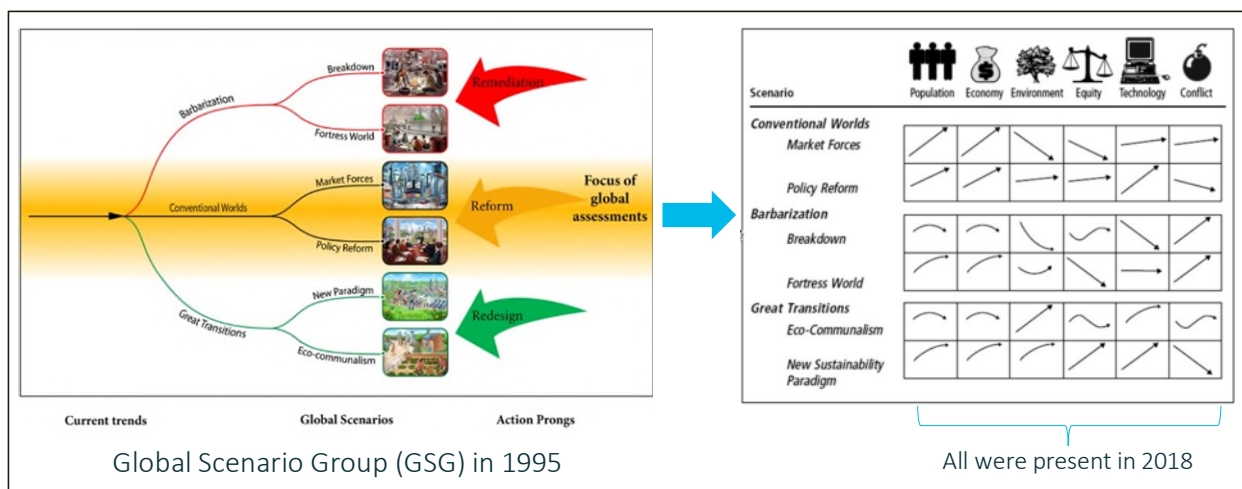 Breakdown
Barbarization
Fortress World
Remediation
Market Forces
Conventional Worlds
Policy Reform
Reform
Focus of
global
assessments
New Paradigm
Great Transitions
Eco-communalism
Redesign
Current trends
Global Scenarios
Action Prongs
Global Scenario Group (GSG) in 1995
Scenario
Population
Economy
Environment
Equity
Technology
Conflict
$
Conventional Worlds
Market Forces
Policy Reform
Barbarization
Breakdown
Fortress World
Great Transitions
Eco-Communalism
New Sustainability
Paradigm
All were present in 2018